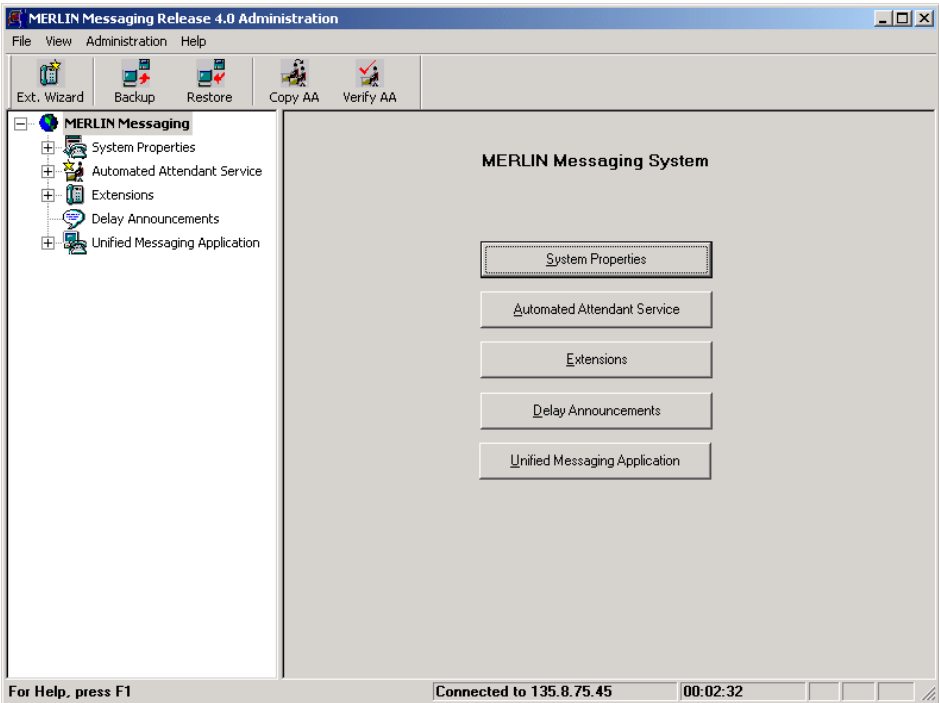 MERLIN Messaging Release 4.0 Administration
File View Administration Help
Ext. Wizard Backup Restore Copy AA Verify AA
MERLIN Messaging
System Properties
Automated Attendant Service
Extensions
Delay Announcements
Unified Messaging Application
MERLIN Messaging System
System Properties
Automated Attendant Service
Extensions
Delay Announcements
Unified Messaging Application
For Help, press F1 Connected to 135.8.75.45 00:02:32